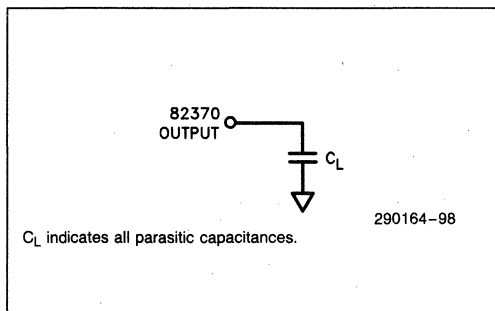 82370
OUTPUT
CL
290164-98
CL indicates all parasitic capacitances.